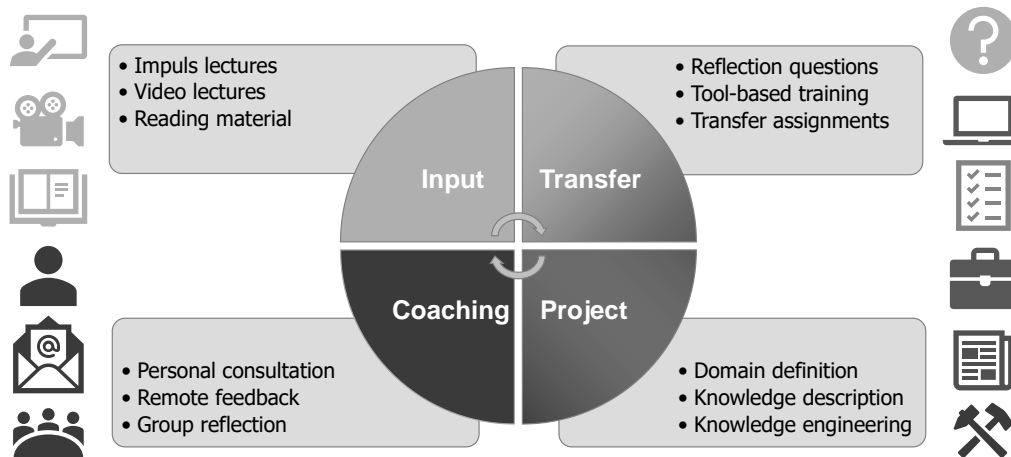 • Impuls lectures
• Video lectures
• Reading material
• Reflection questions
• Tool-based training
• Transfer assignments
Input
Transfer
Coaching
Project
• Personal consultation
• Remote feedback
• Group reflection
• Domain definition
• Knowledge description
• Knowledge engineering
?
@